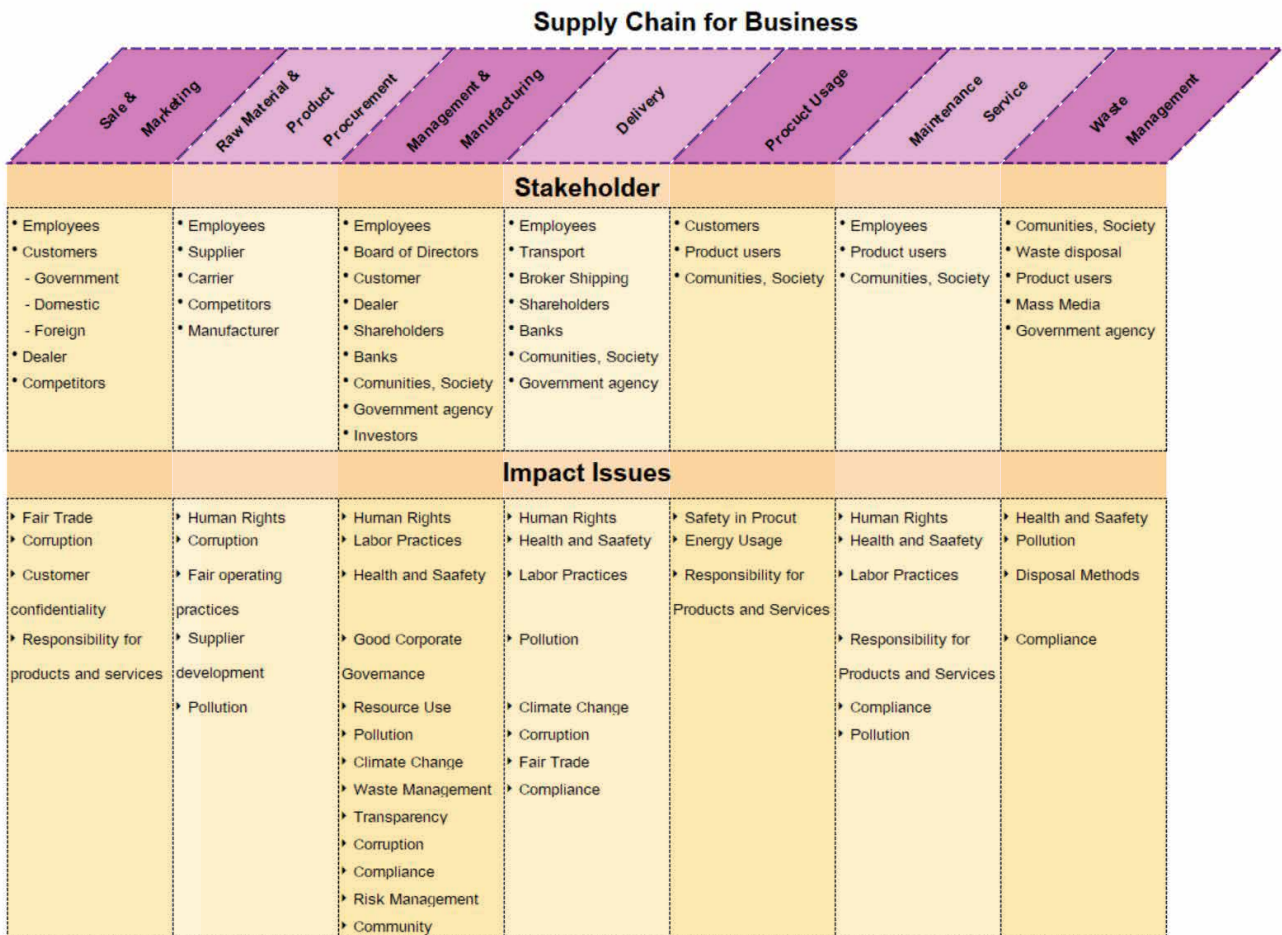 Supply Chain for Business
Sale &
Marketing
Raw Material &
Product
Procurement
Management &
Manufacturing
Delivery
Procuct Usage
Maintenance
Service
Waste
Management
Stakeholder
• Employees
• Customers
- Government
- Domestic
- Foreign
• Dealer
• Competitors
• Employees
• Supplier
• Carrier
• Competitors
• Manufacturer
• Employees
• Board of Directors
• Customer
• Dealer
• Shareholders
• Banks
• Comunities, Society
• Government agency
• Investors
• Employees
• Transport
• Broker Shipping
• Shareholders
• Banks
• Comunities, Society
• Government agency
• Customers
• Product users
• Comunities, Society
• Employees
• Product users
• Comunities, Society
• Comunities, Society
• Waste disposal
• Product users
• Mass Media
• Government agency
Impact Issues
‣ Fair Trade
‣ Corruption
‣ Customer
confidentiality
‣ Responsibility for
products and services
‣ Human Rights
‣ Corruption
‣ Fair operating
practices
‣ Supplier
development
‣ Pollution
‣ Human Rights
‣ Labor Practices
‣ Health and Saafety
‣ Good Corporate
Governance
‣ Resource Use
‣ Pollution
‣ Climate Change
‣ Waste Management
‣ Transparency
‣ Corruption
‣ Compliance
‣ Risk Management
‣ Community
‣ Human Rights
‣ Health and Saafety
‣ Labor Practices
‣ Pollution
‣ Climate Change
‣ Corruption
‣ Fair Trade
‣ Compliance
‣ Safety in Procut
‣ Energy Usage
‣ Responsibility for
Products and Services
‣ Human Rights
‣ Health and Saafety
‣ Labor Practices
‣ Responsibility for
Products and Services
‣ Compliance
‣ Pollution
‣ Health and Saafety
‣ Pollution
‣ Disposal Methods
‣ Compliance